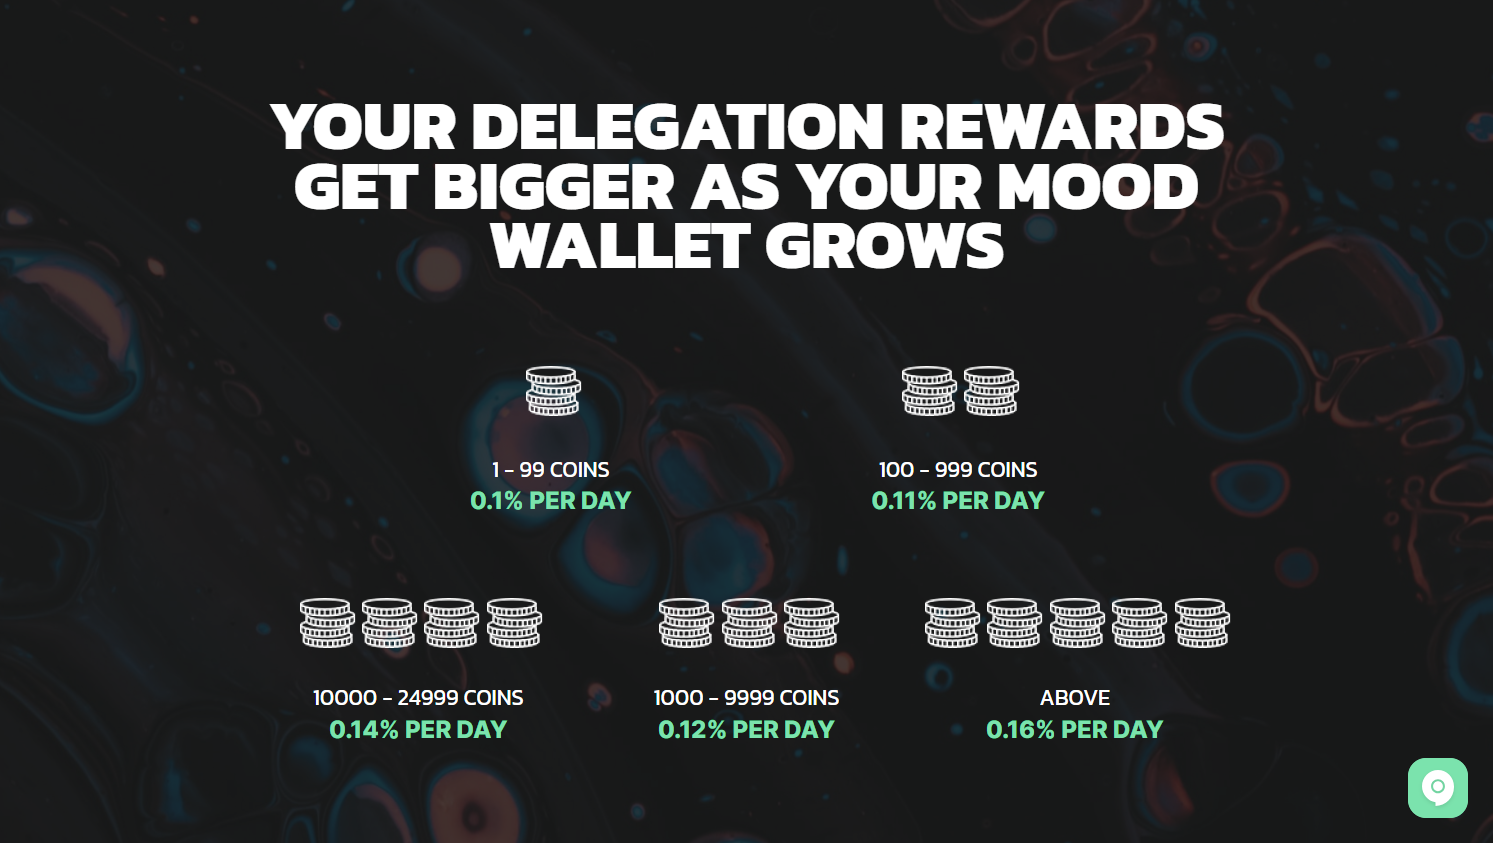 YOUR DELEGATION REWARDS
GET BIGGER AS YOUR MOOD
WALLET GROWS
1 - 99 COINS
0.1% PER DAY
100 - 999 COINS
0.11% PER DAY
10000 - 24999 COINS
0.14% PER DAY
1000 - 9999 COINS
0.12% PER DAY
ABOVE
0.16% PER DAY